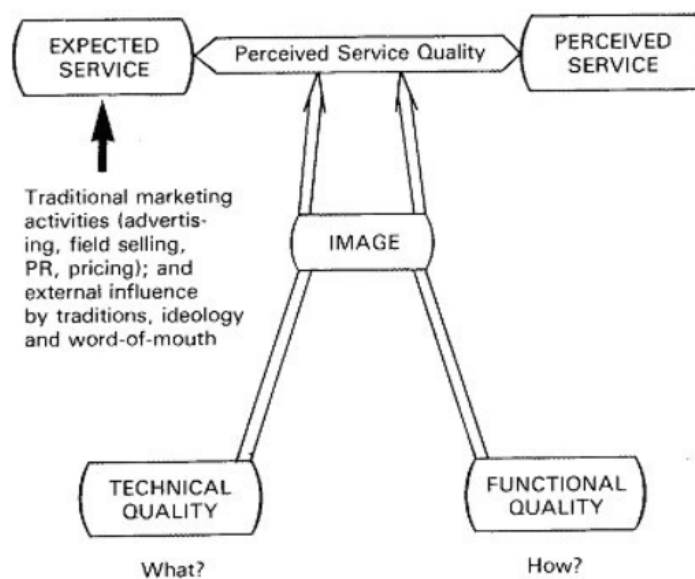 EXPECTED
SERVICE
Perceived Service Quality
PERCEIVED
SERVICE
Traditional marketing
activities (advertis-
ing, field selling,
PR, pricing); and
external influence
by traditions, ideology
and word-of-mouth
IMAGE
TECHNICAL
QUALITY
FUNCTIONAL
QUALITY
What?
How?